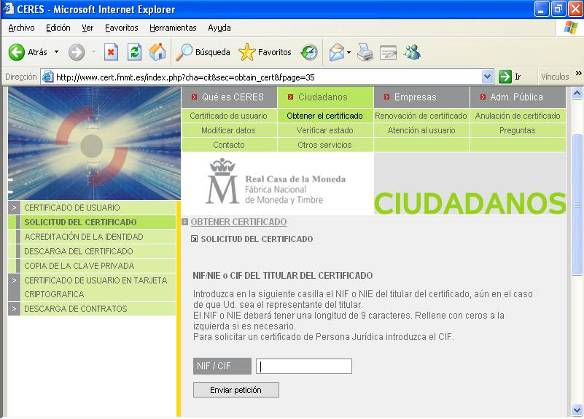 CERES - Microsoft Internet Explorer
Archivo Edición Ver Favoritos Herramientas Ayuda
Atrás Búsqueda Favoritos
Dirección http://www.cert.fnmt.es/index.php?cha=cit&sec=obtain_cert&fpage=35 Ir Vínculos »
Qué es CERES Ciudadanos Empresas Adm. Pública
Certificado de usuario Obtener el certificado Renovación de certificado Anulación de certificado
Modificar datos Verificar estado Atención al usuario Preguntas
Contacto Otros servicios
Real Casa de la Moneda
Fábrica Nacional
de Moneda y Timbre
CIUDADANOS
> CERTIFICADO DE USUARIO
SOLICITUD DEL CERTIFICADO
ACREDITACIÓN DE LA IDENTIDAD
DESCARGA DEL CERTIFICADO
COPIA DE LA CLAVE PRIVADA
> CERTIFICADO DE USUARIO EN TARJETA
CRIPTOGRAFICA
> DESCARGA DE CONTRATOS
OBTENER CERTIFICADO
SOLICITUD DEL CERTIFICADO
NIF/NIE o CIF DEL TITULAR DEL CERTIFICADO
Introduzca en la siguiente casilla el NIF o NIE del titular del certificado, aún en el caso
de que Ud. sea el representante del titular.
El NIF o NIE deberá tener una longitud de 9 caracteres. Rellene con ceros a la
izquierda si es necesario.
Para solicitar un certificado de Persona Jurídica introduzca el CIF.
NIF / CIF
Enviar petición